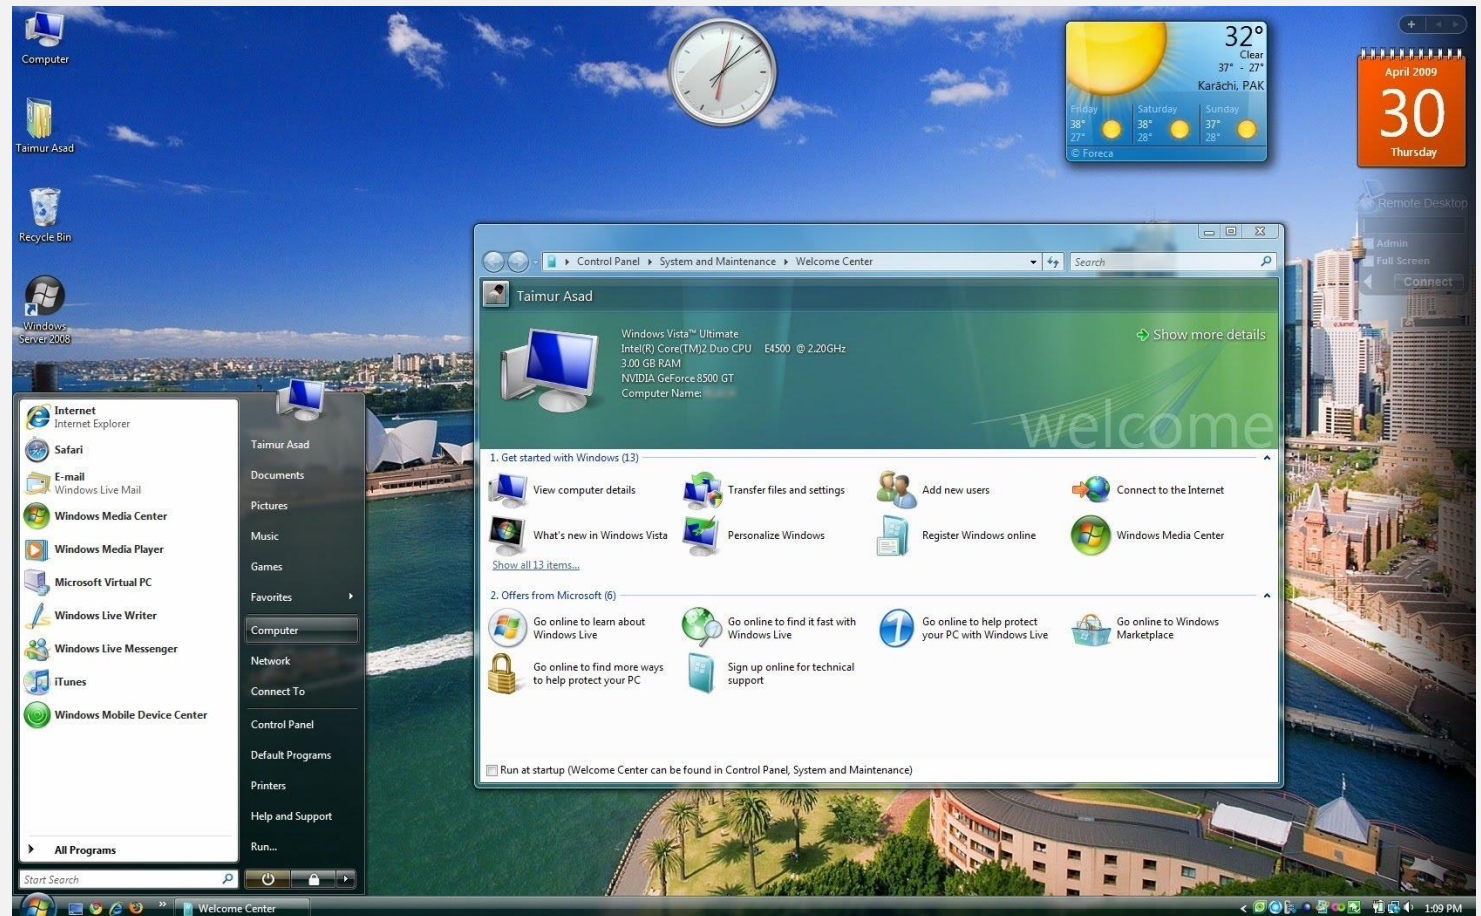 Computer
Taimur Asad
Recycle Bin
Windows
Server 2008
32°
Clear
37° - 27°
Karāchi, PAK
Friday
38°
27°
Saturday
38°
28°
Sunday
37°
28°
© Foreca
April 2009
30
Thursday
Remote Desktop
Admin
Full Screen
Connect
Control Panel
System and Maintenance
Welcome Center
Search
Taimur Asad
Windows Vista™ Ultimate
Intel(R) Core(TM)2 Duo CPU E4500 @ 2.20GHz
3.00 GB RAM
NVIDIA GeForce 8500 GT
Computer Name:
Show more details
welcome
1. Get started with Windows (13)
View computer details
Transfer files and settings
Add new users
Connect to the Internet
What's new in Windows Vista
Personalize Windows
Register Windows online
Windows Media Center
Show all 13 items...
2. Offers from Microsoft (6)
Go online to learn about
Windows Live
Go online to find it fast with
Windows Live
Go online to help protect
your PC with Windows Live
Go online to Windows
Marketplace
Go online to find more ways
to help protect your PC
Sign up online for technical
support
Run at startup (Welcome Center can be found in Control Panel, System and Maintenance)
Internet
Internet Explorer
Safari
E-mail
Windows Live Mail
Windows Media Center
Windows Media Player
Microsoft Virtual PC
Windows Live Writer
Windows Live Messenger
iTunes
Windows Mobile Device Center
All Programs
Start Search
Taimur Asad
Documents
Pictures
Music
Games
Favorites
Computer
Network
Connect To
Control Panel
Default Programs
Printers
Help and Support
Run...
Welcome Center
1:09 PM